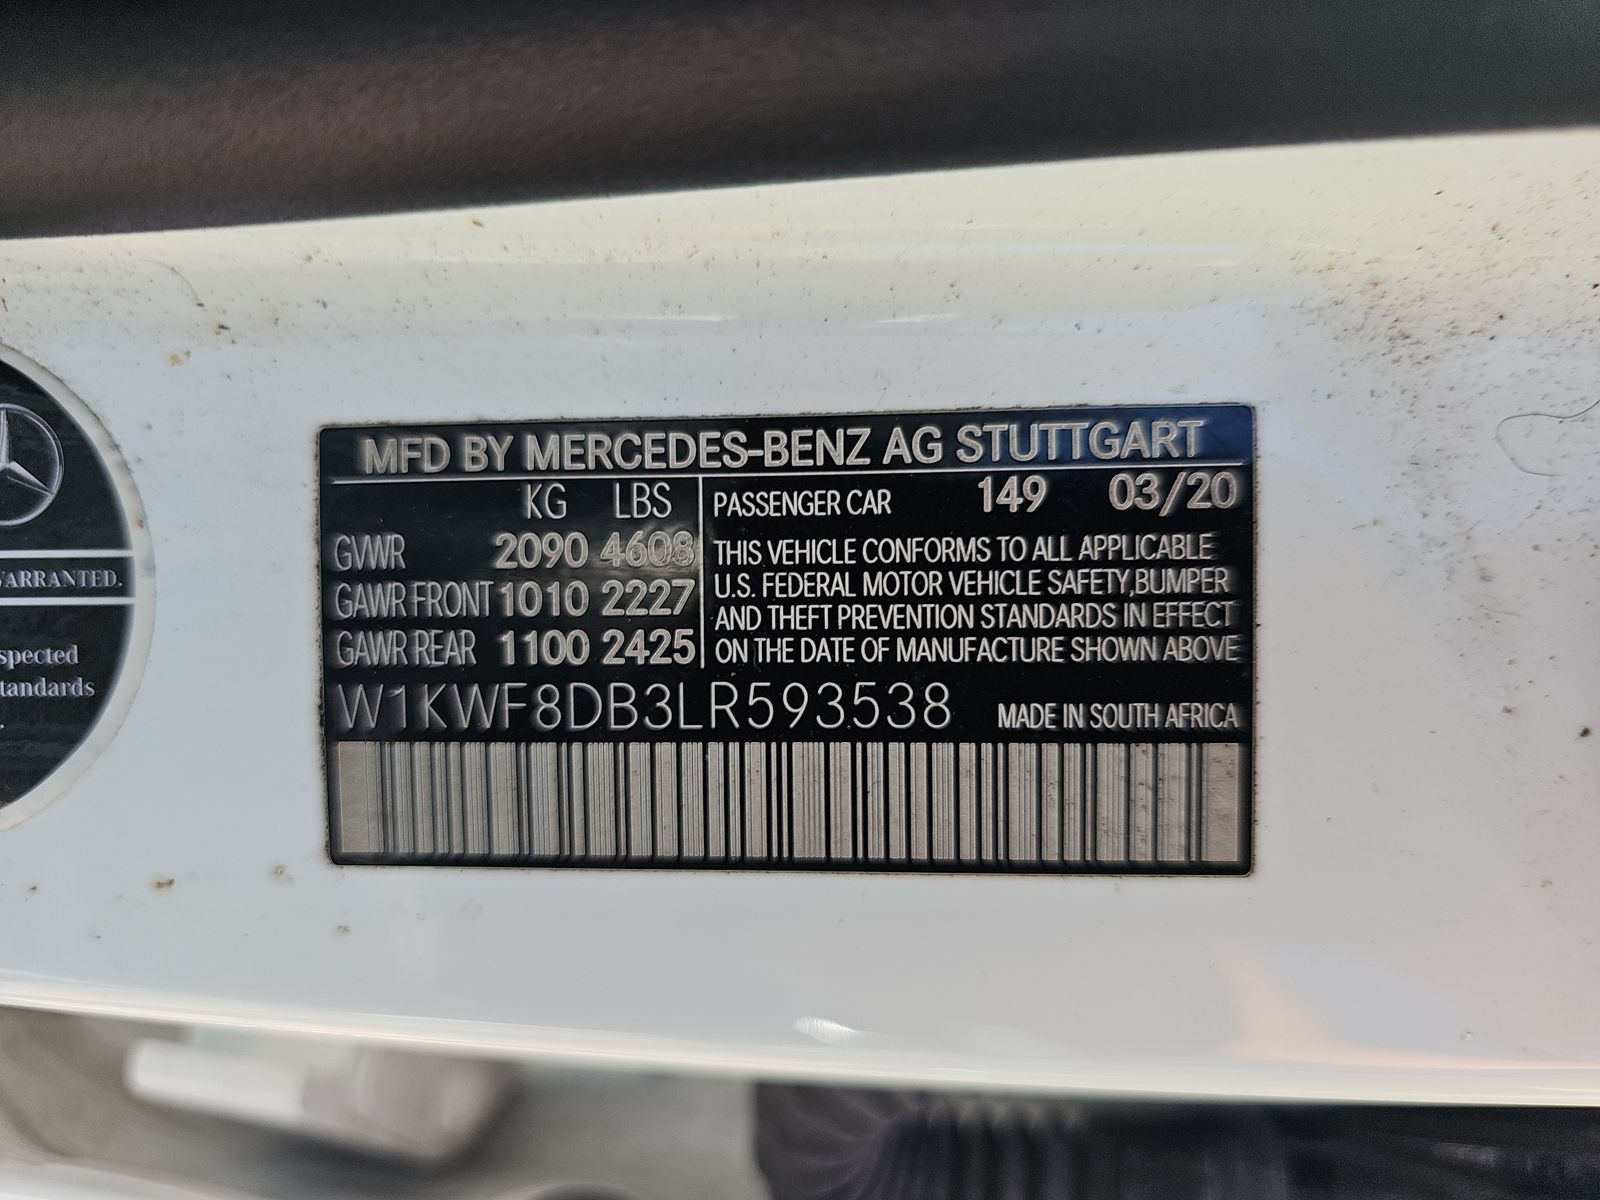 MFD BY MERCEDES-BENZ AG STUTTGART
KG LBS
GVWR 2090 4608
GAWR FRONT 1010 2227
GAWR REAR 1100 2425
PASSENGER CAR 149 03/20
THIS VEHICLE CONFORMS TO ALL APPLICABLE
U.S. FEDERAL MOTOR VEHICLE SAFETY, BUMPER
AND THEFT PREVENTION STANDARDS IN EFFECT
ON THE DATE OF MANUFACTURE SHOWN ABOVE
W1KWF8DB3LR593538 MADE IN SOUTH AFRICA
ARRANTED.
spected
tandards